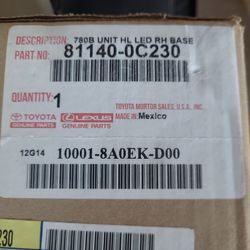 DESCRIPTION: 780B UNIT HL LED RH BASE
PART NO: 81140-0C230
QUANTITY: 1
TOYOTA MOTOR SALES, U.S.A., INC.
TOYOTA LEXUS MADE IN: Mexico
GENUINE PARTS GENUINE PARTS
12G14 10001-8A0EK-D00
230